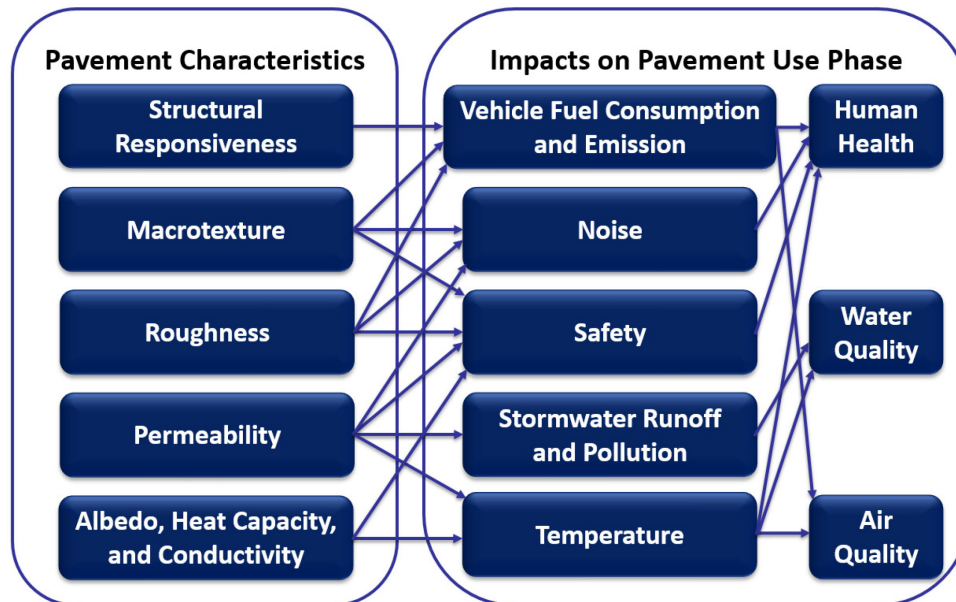 Pavement Characteristics
Structural
Responsiveness
Macrotexture
Roughness
Permeability
Albedo, Heat Capacity,
and Conductivity
Impacts on Pavement Use Phase
Vehicle Fuel Consumption
and Emission
Noise
Safety
Stormwater Runoff
and Pollution
Temperature
Human
Health
Water
Quality
Air
Quality